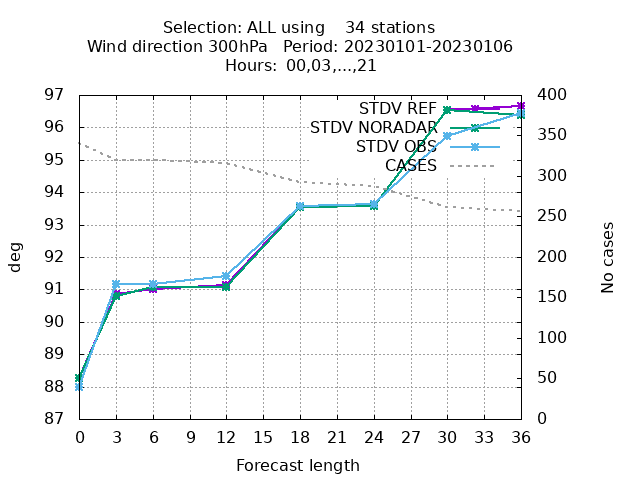 Selection: ALL using 34 stations
Wind direction 300hPa Period: 20230101-20230106
Hours: 00,03,...,21
97
96
95
94
93
92
91
90
89
88
87
deg
400
350
300
250
200
150
100
50
0
No cases
STDV REF
STDV NORADAR
STDV OBS
CASES
0 3 6 9 12 15 18 21 24 27 30 33 36
Forecast length